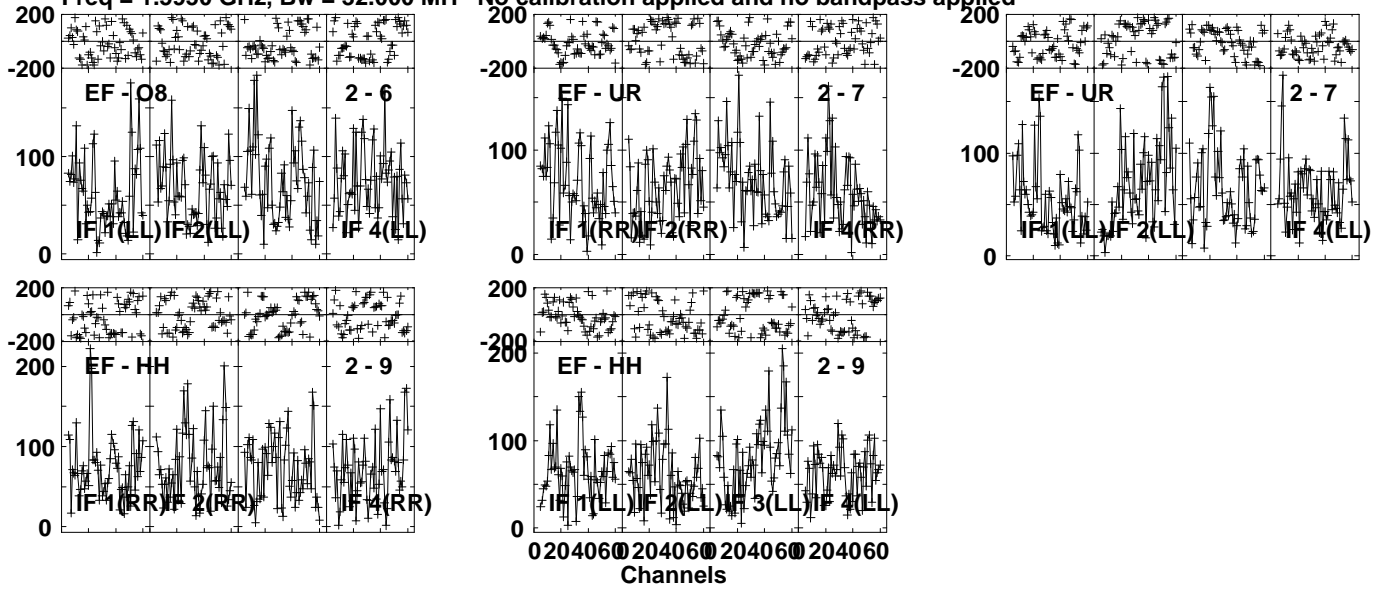 Freq = 1.9950 GHz, Bw = 32.000 MH No calibration applied and no bandpass applied
200
-200
EF - O8 2 - 6
100
0
IF 1(LL) IF 2(LL) IF 4(LL)
200
-200
EF - UR 2 - 7
100
0
IF 1(RR) IF 2(RR) IF 4(RR)
200
-200
EF - UR 2 - 7
100
0
IF 1(LL) IF 2(LL) IF 4(LL)
200
-200
EF - HH 2 - 9
200
100
0
IF 1(RR) IF 2(RR) IF 4(RR)
200
-200
200
EF - HH 2 - 9
100
0
IF 1(LL) IF 2(LL) IF 3(LL) IF 4(LL)
0 20 40 60 0 20 40 60 0 20 40 60 0 20 40 60
Channels